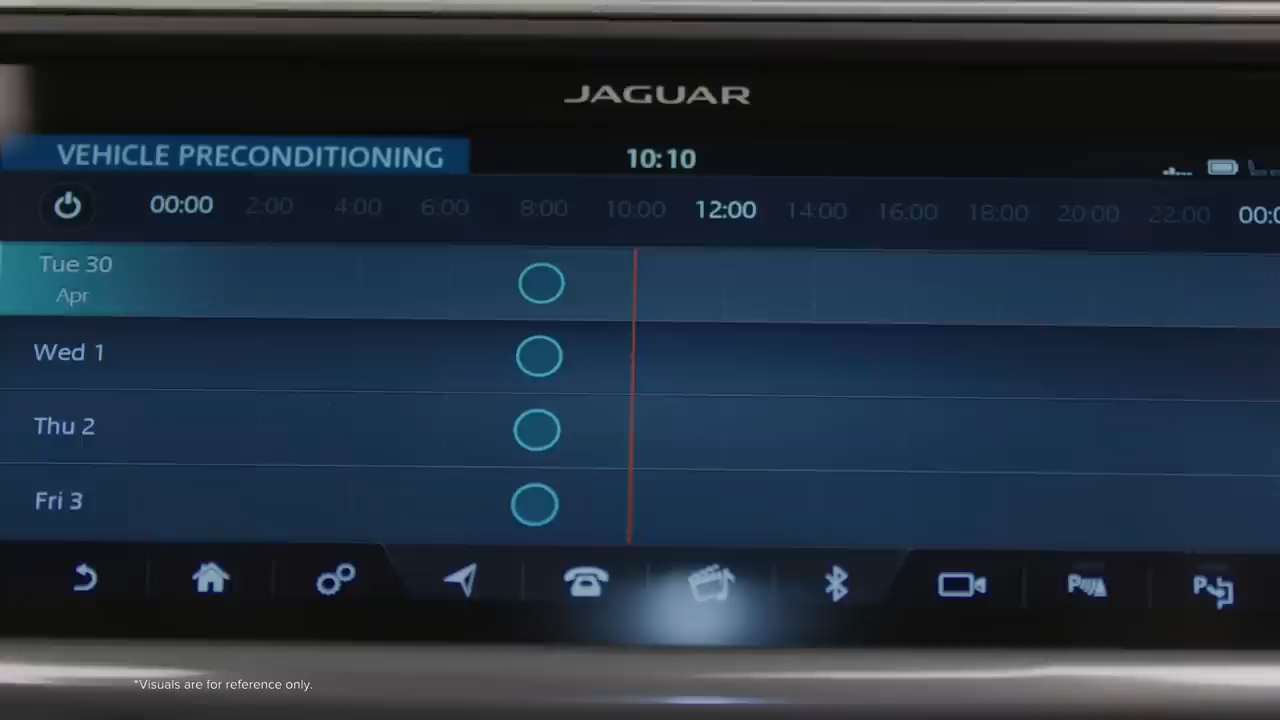 JAGUAR
VEHICLE PRECONDITIONING
10:10
00:00 2:00 4:00 6:00 8:00 10:00 12:00 14:00 16:00 18:00 20:00 22:00
Tue 30
Apr
Wed 1
Thu 2
Fri 3
*Visuals are for reference only.